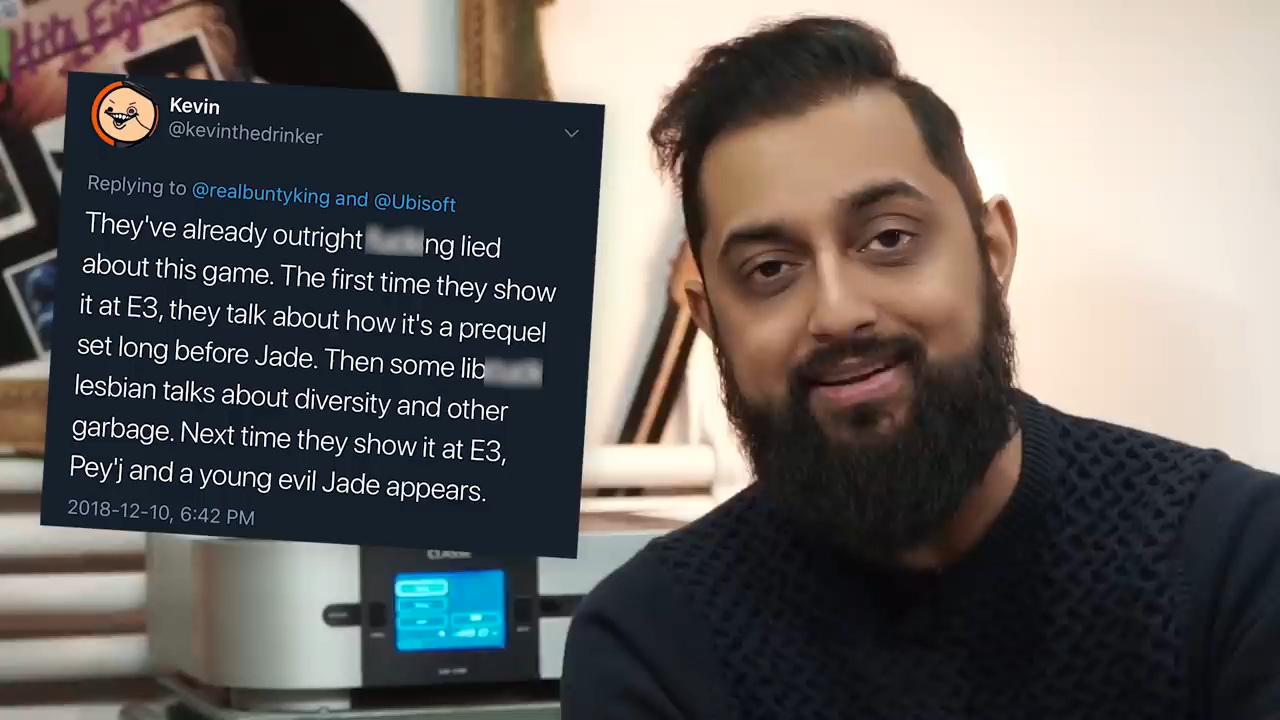 Hits Eight
Kevin
@kevinthedrinker
Replying to @realbuntyking and @Ubisoft
They've already outright ng lied
about this game. The first time they show
it at E3, they talk about how it's a prequel
set long before Jade. Then some lib
lesbian talks about diversity and other
garbage. Next time they show it at E3,
Pey'j and a young evil Jade appears.
2018-12-10, 6:42 PM
CLASSIC